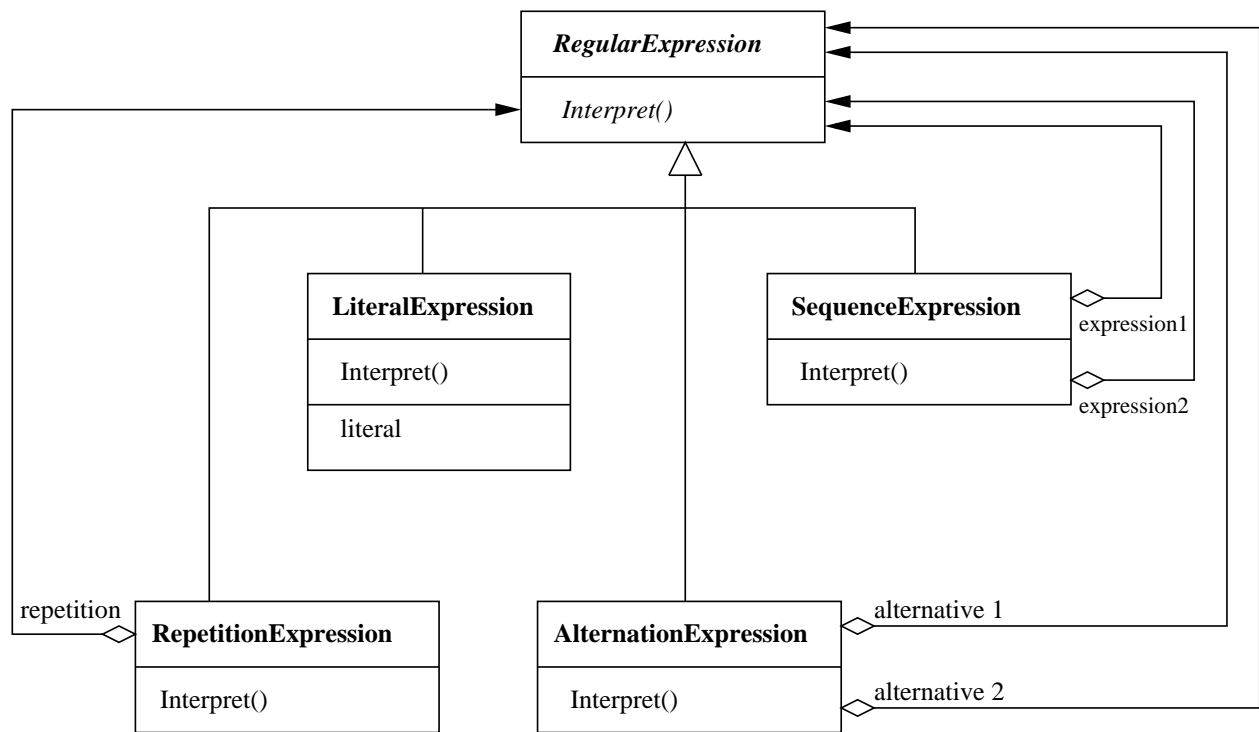 RegularExpression
Interpret()
LiteralExpression
Interpret()
literal
SequenceExpression
Interpret()
expression1
expression2
repetition
RepetitionExpression
Interpret()
AlternationExpression
Interpret()
alternative 1
alternative 2